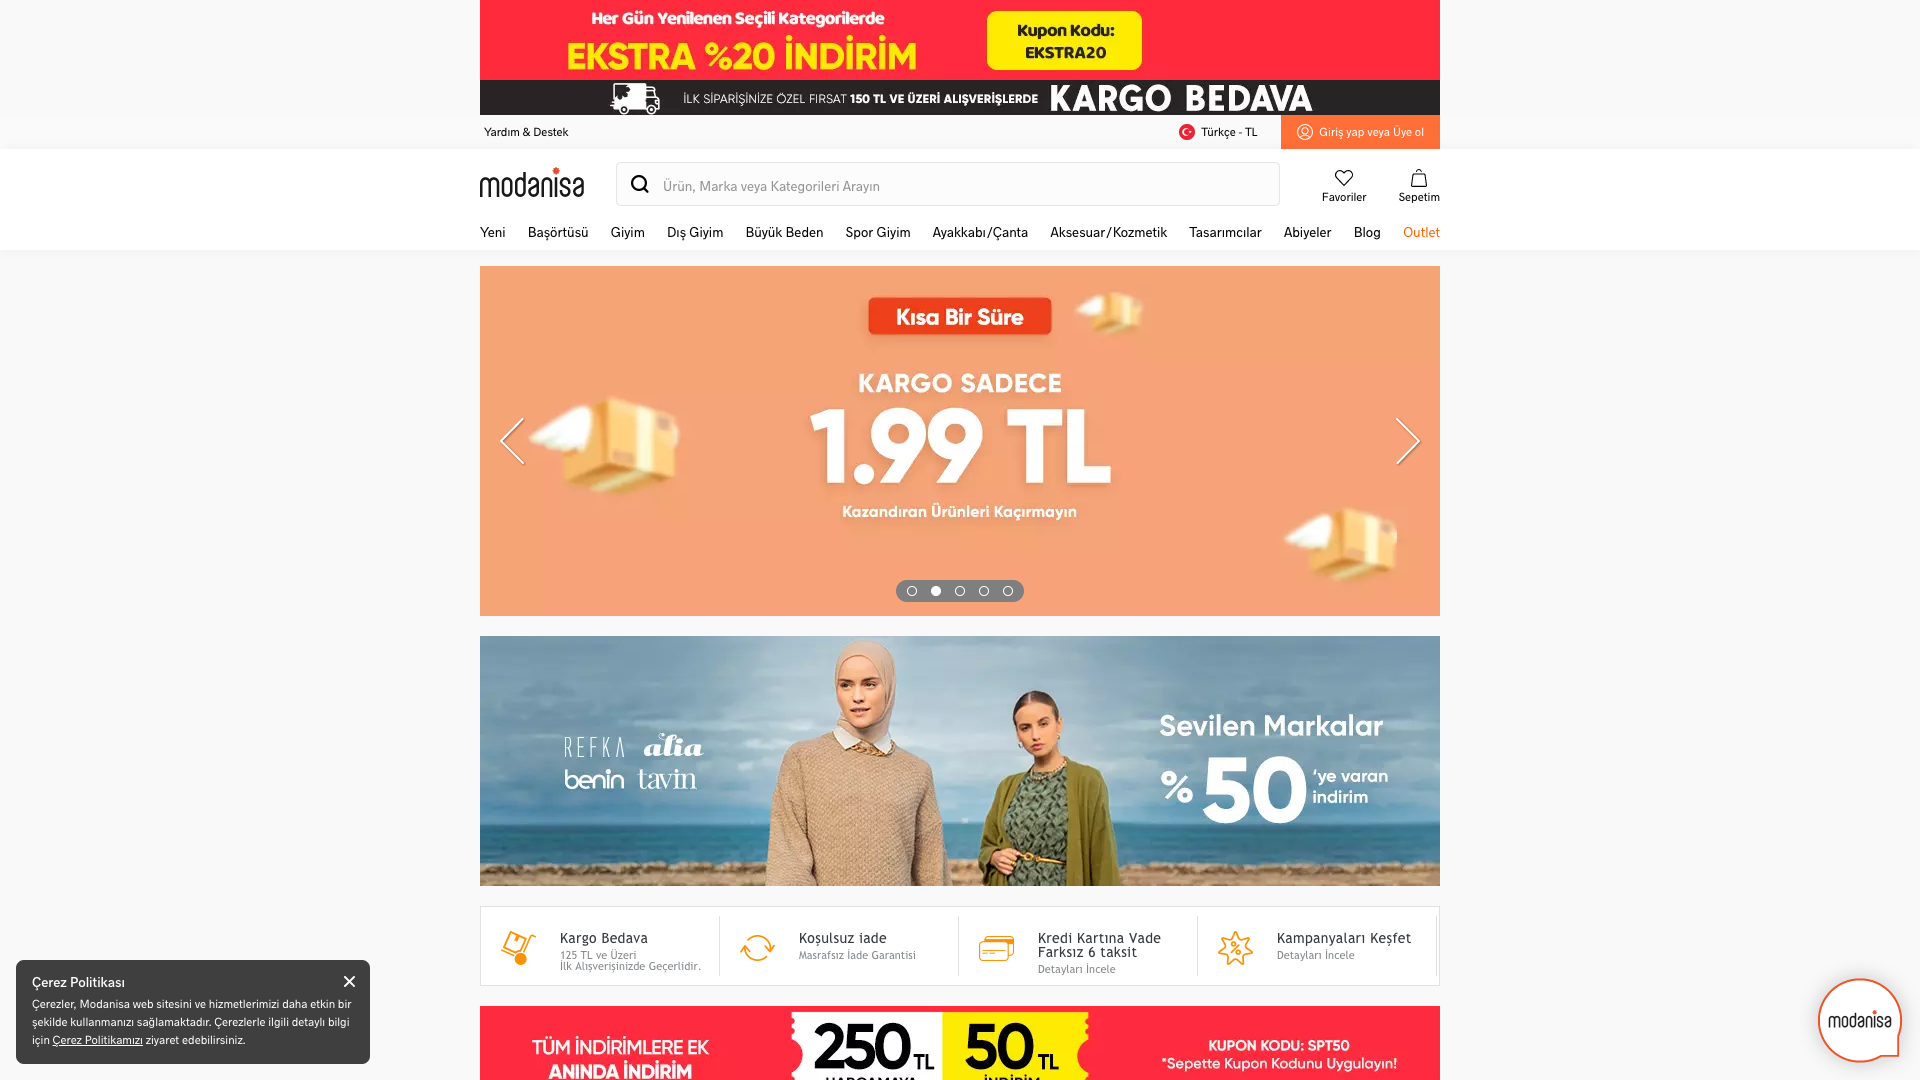 Her Gün Yenilenen Seçili Kategorilerde
EKSTRA %20 İNDİRİM
Kupon Kodu:
EKSTRA20
İLK SİPARİŞİNİZE ÖZEL FIRSAT 150 TL VE ÜZERİ ALIŞVERİŞLERDE KARGO BEDAVA
Yardım & Destek
Türkçe - TL
Giriş yap veya Üye ol
modanisa
Ürün, Marka veya Kategorileri Arayın
Favoriler
Sepetim
Yeni Başörtüsü Giyim Dış Giyim Büyük Beden Spor Giyim Ayakkabı/Çanta Aksesuar/Kozmetik Tasarımcılar Abiyeler Blog Outlet
Kısa Bir Süre
KARGO SADECE
1.99 TL
Kazandıran Ürünleri Kaçırmayın
REFKA alia
benin tavin
Sevilen Markalar
%50'ye varan
indirim
Kargo Bedava
125 TL ve Üzeri
İlk Alışverişinizde Geçerlidir.
Koşulsuz iade
Masrafsız İade Garantisi
Kredi Kartına Vade
Farksız 6 taksit
Detayları İncele
Kampanyaları Keşfet
Detayları İncele
Çerez Politikası
Çerezler, Modanisa web sitesini ve hizmetlerimizi daha etkin bir
şekilde kullanmanızı sağlamaktadır. Çerezlerle ilgili detaylı bilgi
için Çerez Politikamızı ziyaret edebilirsiniz.
TÜM İNDİRİMLERE EK
ANINDA İNDİRİM
250 TL
HARCAMAYA
50 TL
İNDİRİM
KUPON KODU: SPT50
*Sepette Kupon Kodunu Uygulayın!
modanisa